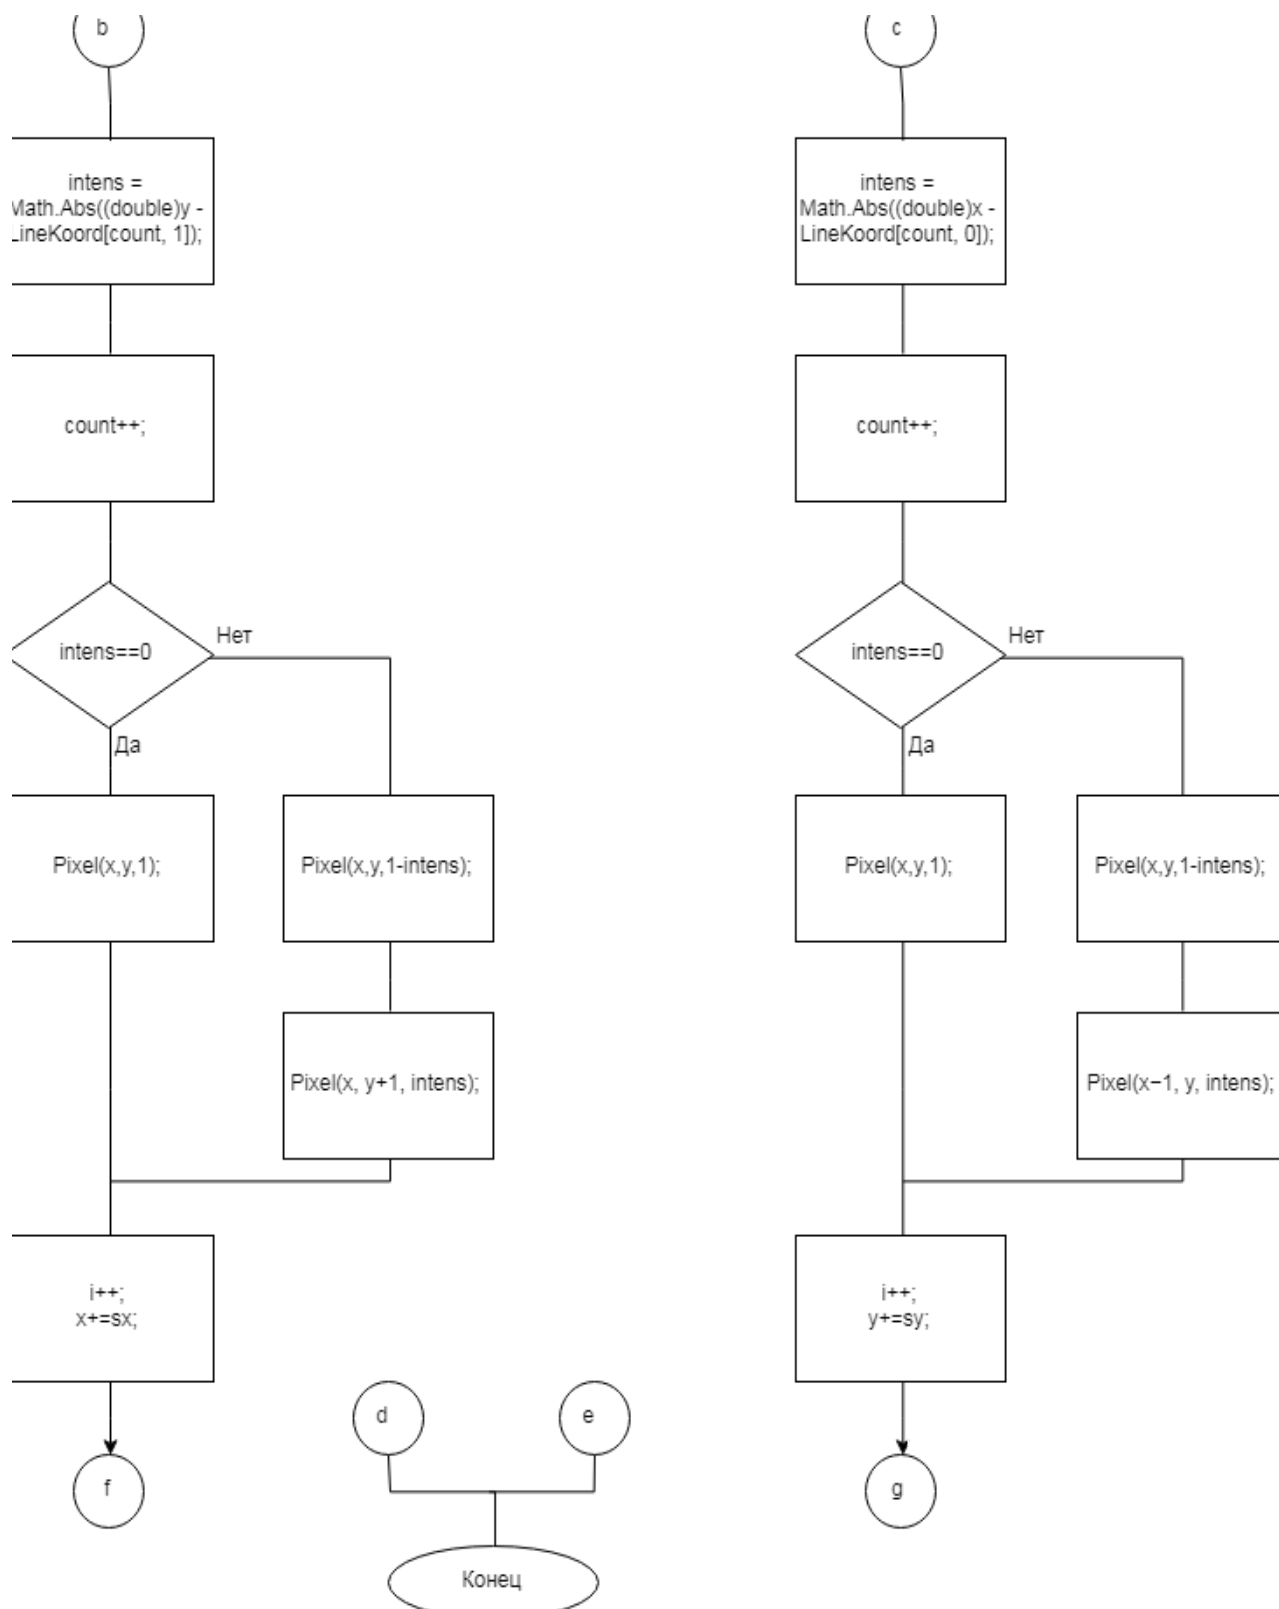 b
intens =
Math.Abs((double)y -
LineKoord[count, 1]);
count++;
intens==0
Нет
Да
Pixel(x,y,1);
Pixel(x,y,1-intens);
Pixel(x, y+1, intens);
i++;
x+=sx;
f
d
e
Конец
c
intens =
Math.Abs((double)x -
LineKoord[count, 0]);
count++;
intens==0
Нет
Да
Pixel(x,y,1);
Pixel(x,y,1-intens);
Pixel(x−1, y, intens);
i++;
y+=sy;
g